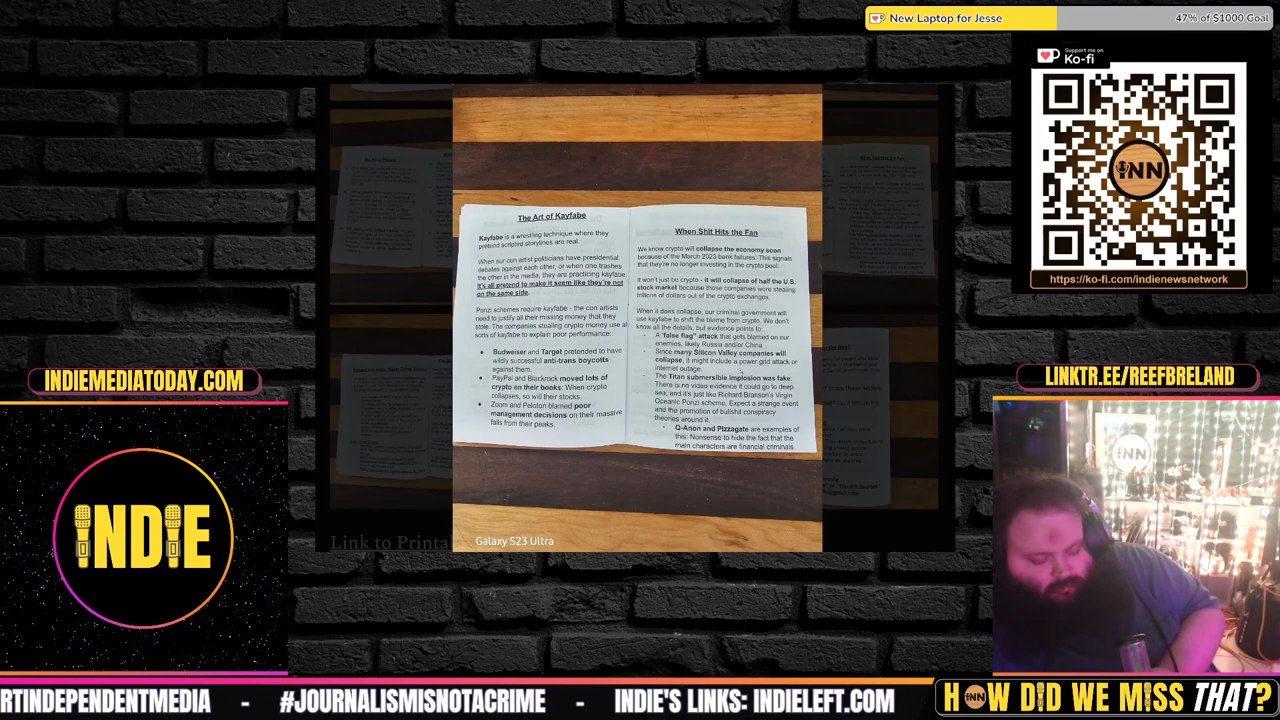 New Laptop for Jesse
47% of $1000 Goal
Support me on
Ko-fi
iNN
https://ko-fi.com/indienewsnetwork
The Art of Kayfabe
Kayfabe is a wrestling technique where they
pretend scripted storylines are real.
When our con artist politicians have presidential
debates against each other, or when one trashes
the other in the media, they are practicing kayfabe.
It's all pretend to make it seem like they're not
on the same side.
Ponzi schemes require kayfabe - the con artists
need to justify all their missing money that they
stole. The companies stealing crypto money use all
sorts of kayfabe to explain poor performance:
• Budweiser and Target pretended to have
wildly successful anti-trans boycotts
against them.
• PayPal and Blackrock moved lots of
crypto on their books: When crypto
collapses, so will their stocks.
• Zoom and Peloton blamed poor
management decisions on their massive
falls from their peaks.
When Shit Hits the Fan
We know crypto will collapse the economy soon
because of the March 2023 bank failures: This signals
that they're no longer investing in the crypto pool.
It won't just be crypto - it will collapse of half the U.S.
stock market because those companies were stealing
trillions of dollars out of the crypto exchanges.
When it does collapse, our criminal government will
use kayfabe to shift the blame from crypto. We don't
know all the details, but evidence points to:
- A "false flag" attack that gets blamed on our
enemies, likely Russia and/or China.
- Since many Silicon Valley companies will
collapse, it might include a power grid attack or
internet outage.
- The Titan submersible implosion was fake:
There is no video evidence it could go to deep
sea, and it's just like Richard Branson's Virgin
Oceanic Ponzi scheme. Expect a strange event
and the promotion of bullshit conspiracy
theories around it.
- Q-Anon and Pizzagate are examples of
this: Nonsense to hide the fact that the
main characters are financial criminals.
Link to Printa
Galaxy S23 Ultra
INDIEMEDIATODAY.COM
INDIE
LINKTR.EE/REEFBRELAND
RTINDEPENDENTMEDIA - #JOURNALISMISNOTACRIME - INDIE'S LINKS: INDIELEFT.COM
HOW DID WE MISS THAT?